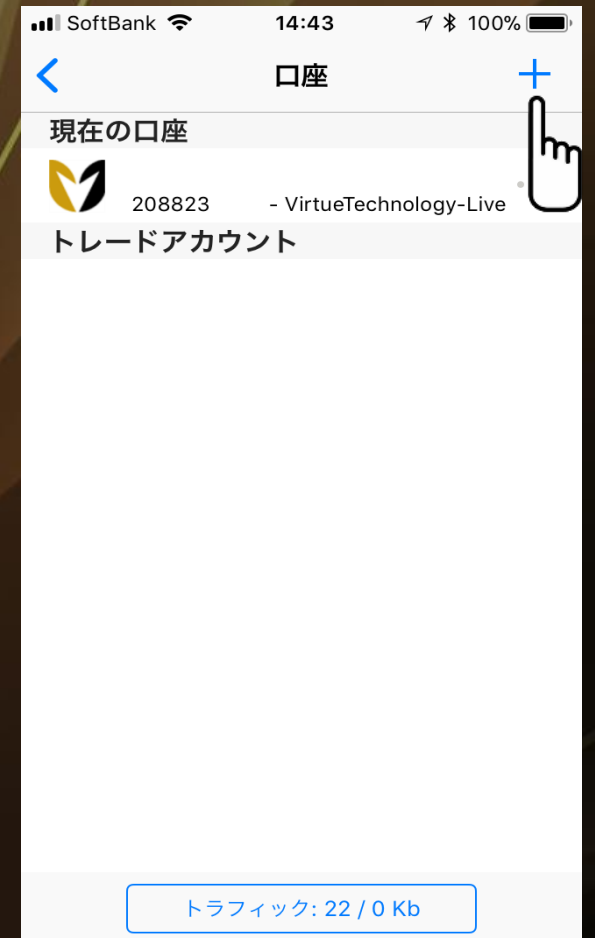 SoftBank 14:43 100%
口座
現在の口座
208823 - VirtueTechnology-Live
トレードアカウント
トラフィック: 22 / 0 Kb